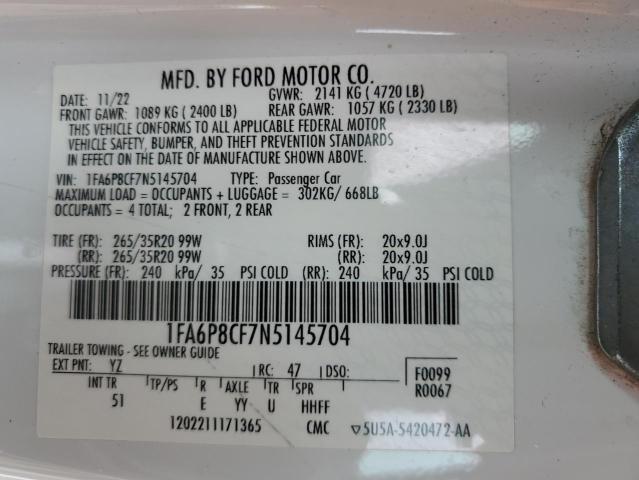 MFD. BY FORD MOTOR CO.
DATE: 11/22 GVWR: 2141 KG ( 4720 LB)
FRONT GAWR: 1089 KG ( 2400 LB) REAR GAWR: 1057 KG ( 2330 LB)
THIS VEHICLE CONFORMS TO ALL APPLICABLE FEDERAL MOTOR
VEHICLE SAFETY, BUMPER, AND THEFT PREVENTION STANDARDS
IN EFFECT ON THE DATE OF MANUFACTURE SHOWN ABOVE.
VIN: 1FA6P8CF7N5145704 TYPE: Passenger Car
MAXIMUM LOAD = OCCUPANTS + LUGGAGE = 302KG/ 668LB
OCCUPANTS = 4 TOTAL; 2 FRONT, 2 REAR
TIRE (FR): 265/35R20 99W RIMS (FR): 20x9.0J
(RR): 265/35R20 99W (RR): 20x9.0J
PRESSURE (FR): 240 kPa/ 35 PSI COLD (RR): 240 kPa/ 35 PSI COLD
1FA6P8CF7N5145704
TRAILER TOWING - SEE OWNER GUIDE
EXT PNT: YZ RC: 47 DSO: F0099
INT TR TP/PS R AXLE TR SPR R0067
51 E YY U HHFF
1202211171365 CMC ▽5U5A-5420472-AA